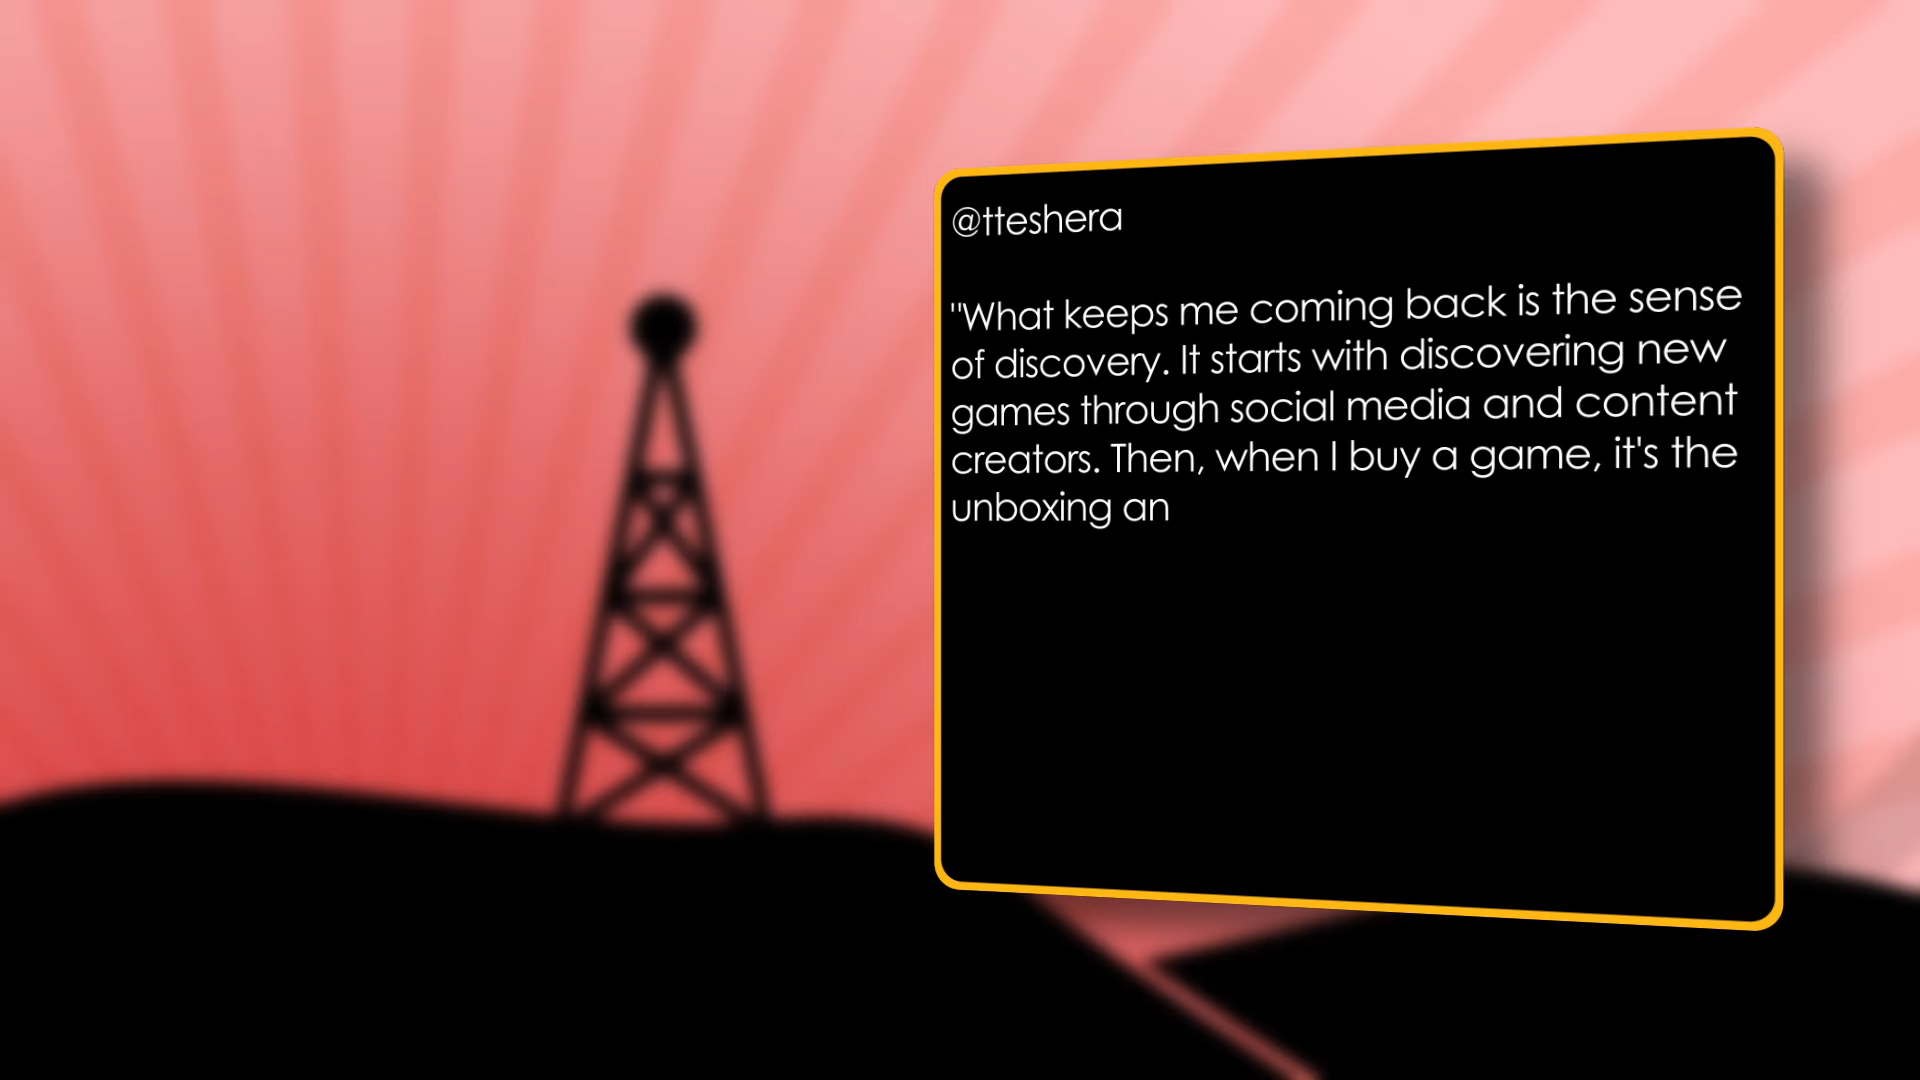 @tteshera
"What keeps me coming back is the sense
of discovery. It starts with discovering new
games through social media and content
creators. Then, when I buy a game, it's the
unboxing an